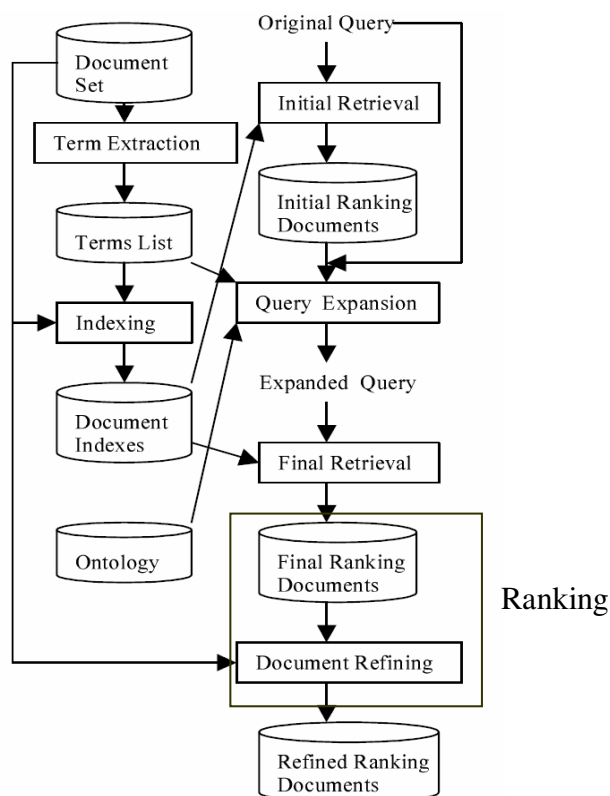 Document
Set
Term Extraction
Terms List
Indexing
Document
Indexes
Ontology
Original Query
Initial Retrieval
Initial Ranking
Documents
Query Expansion
Expanded Query
Final Retrieval
Final Ranking
Documents
Ranking
Document Refining
Refined Ranking
Documents